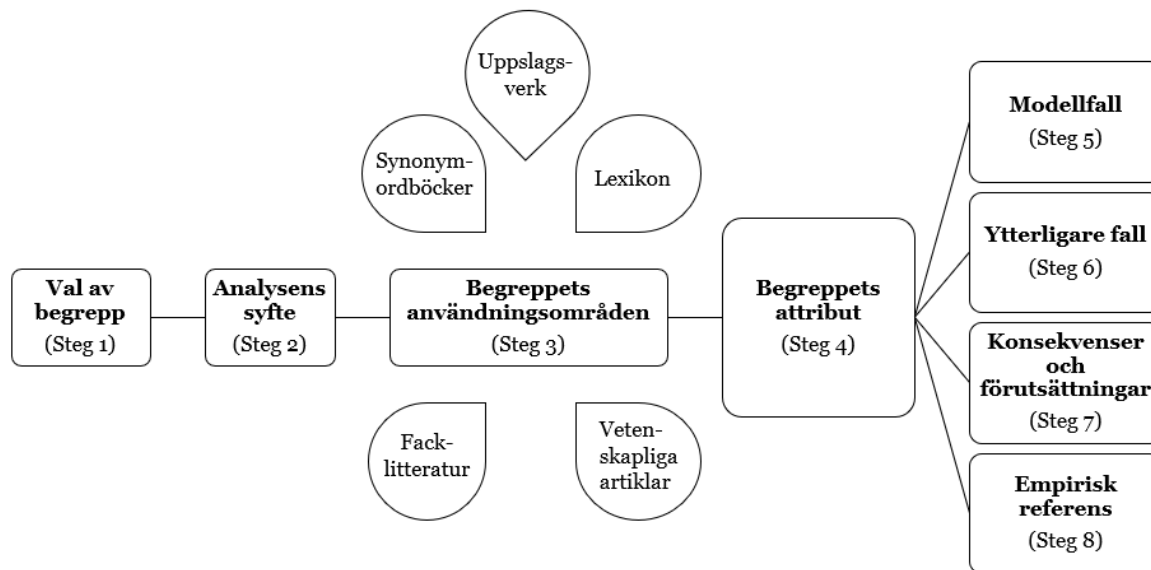 Uppslags-
verk
Synonym-
ordböcker
Lexikon
Val av
begrepp
(Steg 1)
Analysens
syfte
(Steg 2)
Begreppets
användningsområden
(Steg 3)
Fack-
litteratur
Veten-
skapliga
artiklar
Begreppets
attribut
(Steg 4)
Modellfall
(Steg 5)
Ytterligare fall
(Steg 6)
Konsekvenser
och
förutsättningar
(Steg 7)
Empirisk
referens
(Steg 8)